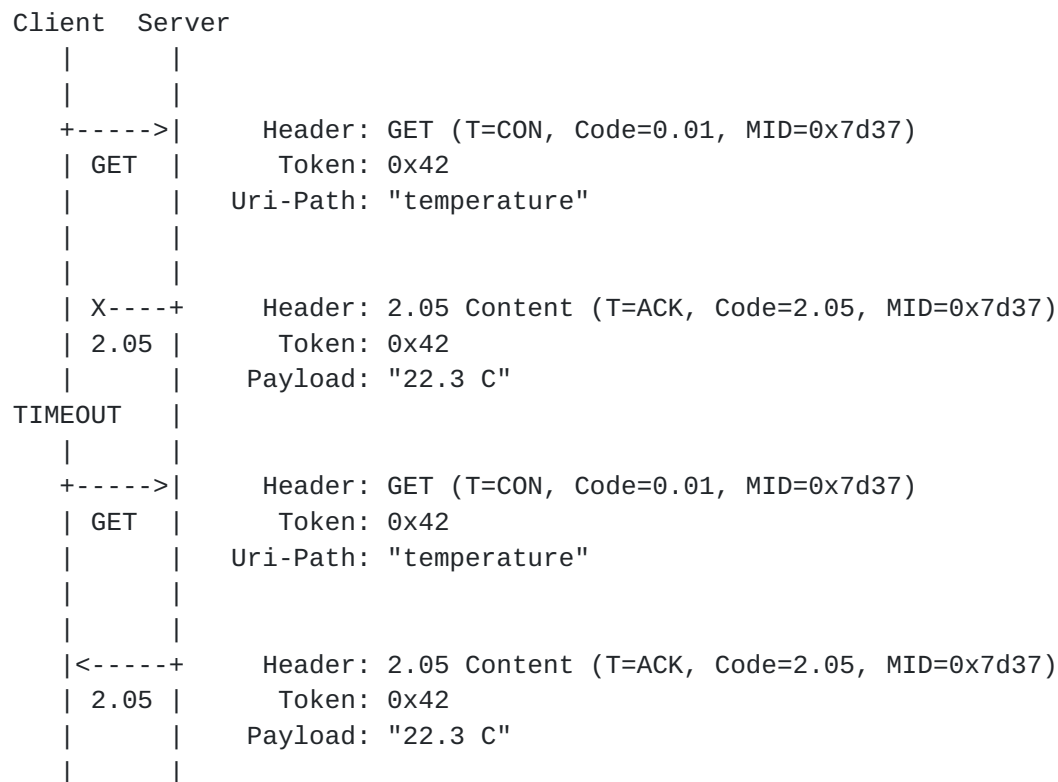 Client  Server
   |      |
   |      |
   +----->|     Header: GET (T=CON, Code=0.01, MID=0x7d37)
   | GET  |      Token: 0x42
   |      |   Uri-Path: "temperature"
   |      |
   |      |
   | X----+     Header: 2.05 Content (T=ACK, Code=2.05, MID=0x7d37)
   | 2.05 |      Token: 0x42
   |      |    Payload: "22.3 C"
TIMEOUT   |
   |      |
   +----->|     Header: GET (T=CON, Code=0.01, MID=0x7d37)
   | GET  |      Token: 0x42
   |      |   Uri-Path: "temperature"
   |      |
   |      |
   |<-----+     Header: 2.05 Content (T=ACK, Code=2.05, MID=0x7d37)
   | 2.05 |      Token: 0x42
   |      |    Payload: "22.3 C"
   |      |